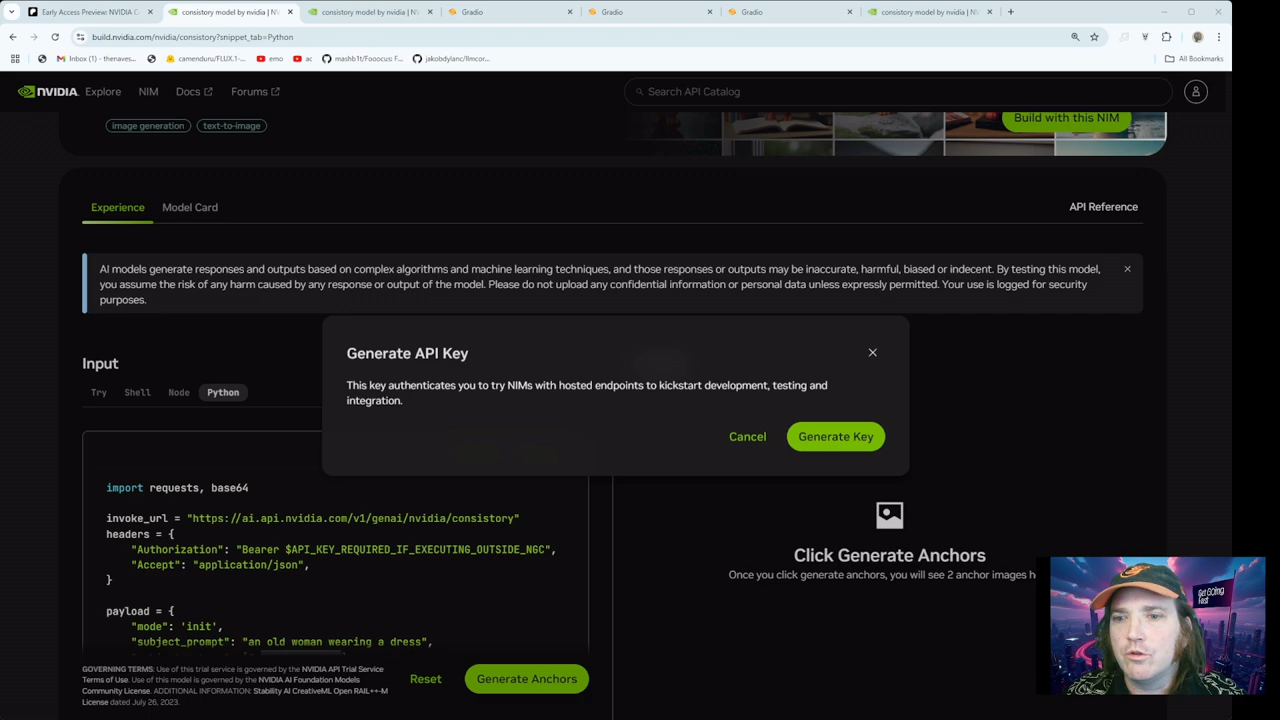 Early Access Preview: NVIDIA C
consistory model by nvidia | N
consistory model by nvidia | N
Gradio
Gradio
Gradio
consistory model by nvidia | N
build.nvidia.com/nvidia/consistory?snippet_tab=Python
Inbox (1) - thenaves...
camenduru/FLUX.1-...
emo
ac
mashb1t/Fooocus: F...
jakobdylanc/llmcor...
All Bookmarks
NVIDIA
Explore
NIM
Docs
Forums
Search API Catalog
image generation
text-to-image
Build with this NIM
Experience
Model Card
API Reference
AI models generate responses and outputs based on complex algorithms and machine learning techniques, and those responses or outputs may be inaccurate, harmful, biased or indecent. By testing this model,
you assume the risk of any harm caused by any response or output of the model. Please do not upload any confidential information or personal data unless expressly permitted. Your use is logged for security
purposes.
Generate API Key
This key authenticates you to try NIMs with hosted endpoints to kickstart development, testing and
integration.
Cancel
Generate Key
Input
Try
Shell
Node
Python
import requests, base64
invoke_url = "https://ai.api.nvidia.com/v1/genai/nvidia/consistory"
headers = {
"Authorization": "Bearer $API_KEY_REQUIRED_IF_EXECUTING_OUTSIDE_NGC",
"Accept": "application/json",
}
payload = {
"mode": 'init',
"subject_prompt": "an old woman wearing a dress",
Click Generate Anchors
Once you click generate anchors, you will see 2 anchor images h
GOVERNING TERMS: Use of this trial service is governed by the NVIDIA API Trial Service
Terms of Use. Use of this model is governed by the NVIDIA AI Foundation Models
Community License. ADDITIONAL INFORMATION: Stability AI CreativeML Open RAIL++-M
License dated July 26, 2023.
Reset
Generate Anchors
Get Going
Fast